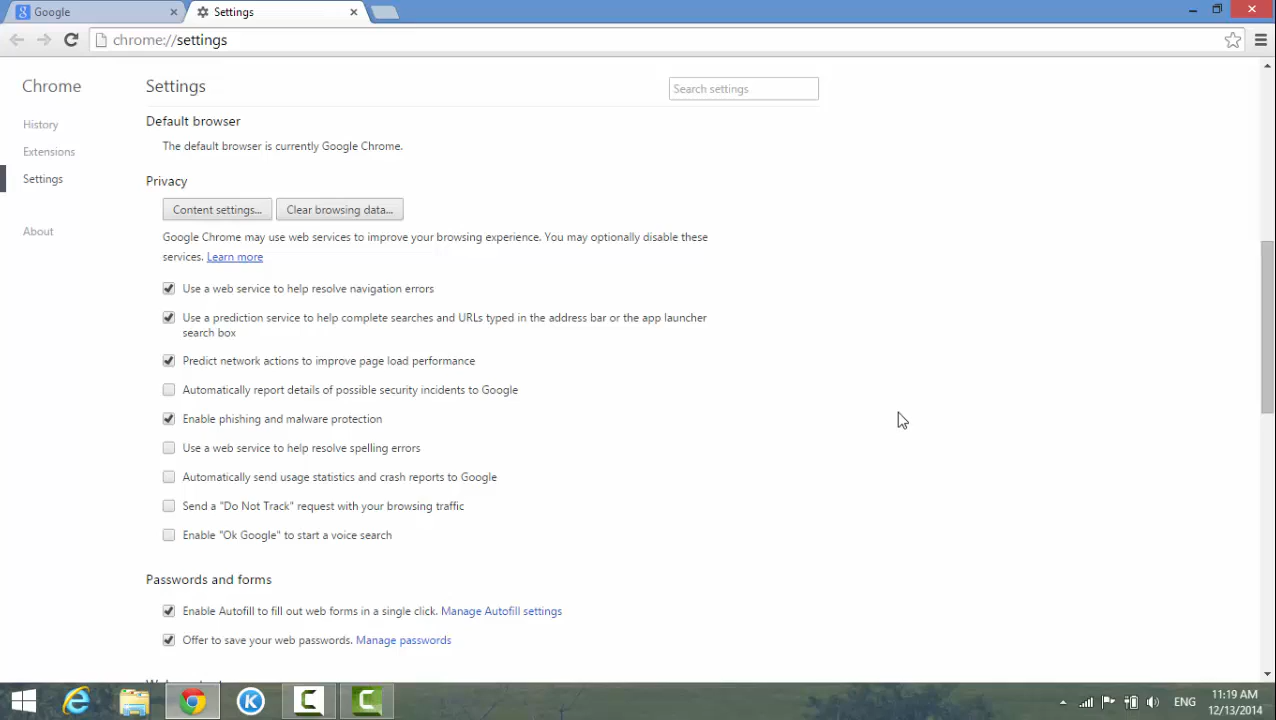 Google
Settings
chrome://settings
Chrome
Settings
Search settings
History
Extensions
Settings
About
Default browser
The default browser is currently Google Chrome.
Privacy
Content settings...
Clear browsing data...
Google Chrome may use web services to improve your browsing experience. You may optionally disable these
services. Learn more
Use a web service to help resolve navigation errors
Use a prediction service to help complete searches and URLs typed in the address bar or the app launcher
search box
Predict network actions to improve page load performance
Automatically report details of possible security incidents to Google
Enable phishing and malware protection
Use a web service to help resolve spelling errors
Automatically send usage statistics and crash reports to Google
Send a "Do Not Track" request with your browsing traffic
Enable "Ok Google" to start a voice search
Passwords and forms
Enable Autofill to fill out web forms in a single click. Manage Autofill settings
Offer to save your web passwords. Manage passwords
ENG
11:19 AM
12/13/2014